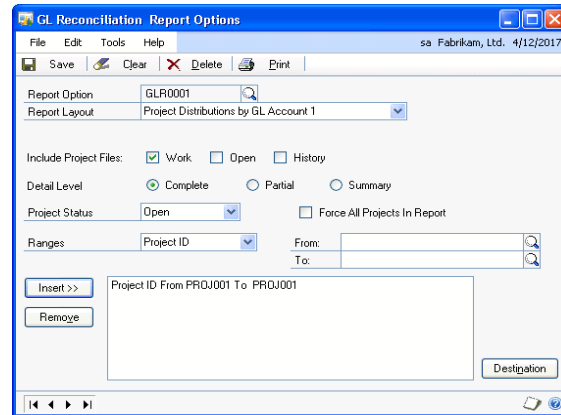 GL Reconciliation Report Options
File Edit Tools Help sa Fabrikam, Ltd. 4/12/2017
Save Clear Delete Print
Report Option GLR0001
Report Layout Project Distributions by GL Account 1
Include Project Files: Work Open History
Detail Level Complete Partial Summary
Project Status Open Force All Projects In Report
Ranges Project ID From:
To:
Insert >> Project ID From PROJ001 To PROJ001
Remove
Destination